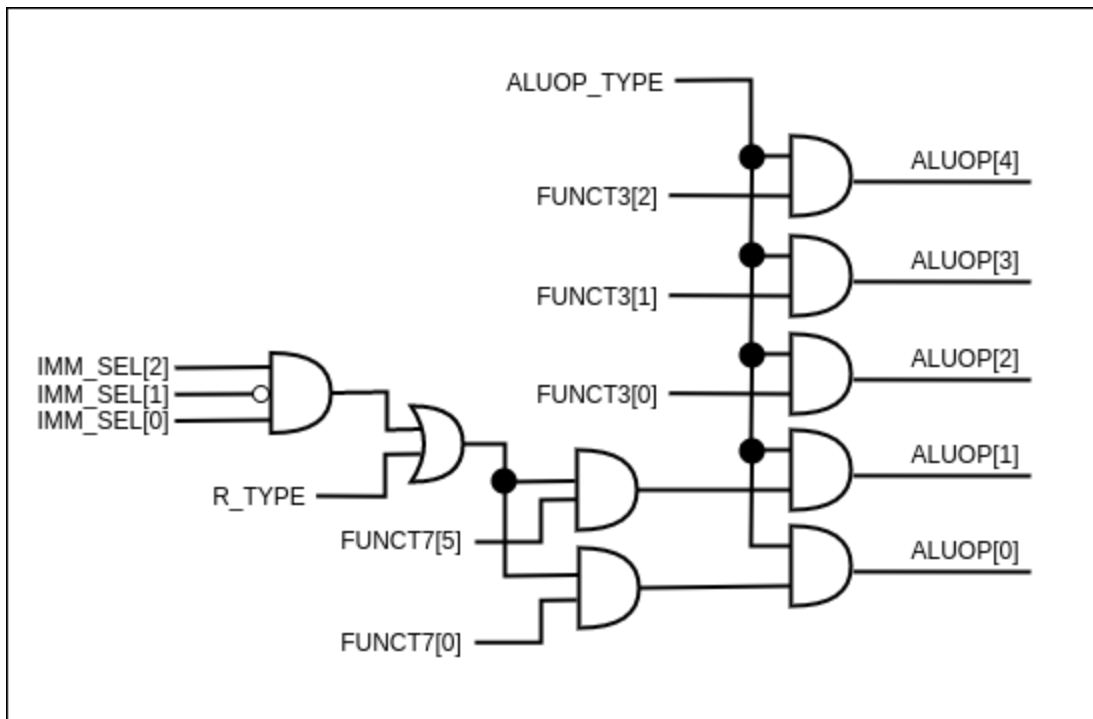 ALUOP_TYPE
ALUOP[4]
FUNCT3[2]
ALUOP[3]
FUNCT3[1]
ALUOP[2]
IMM_SEL[2]
IMM_SEL[1]
FUNCT3[0]
IMM_SEL[0]
ALUOP[1]
R_TYPE
FUNCT7[5]
ALUOP[0]
FUNCT7[0]